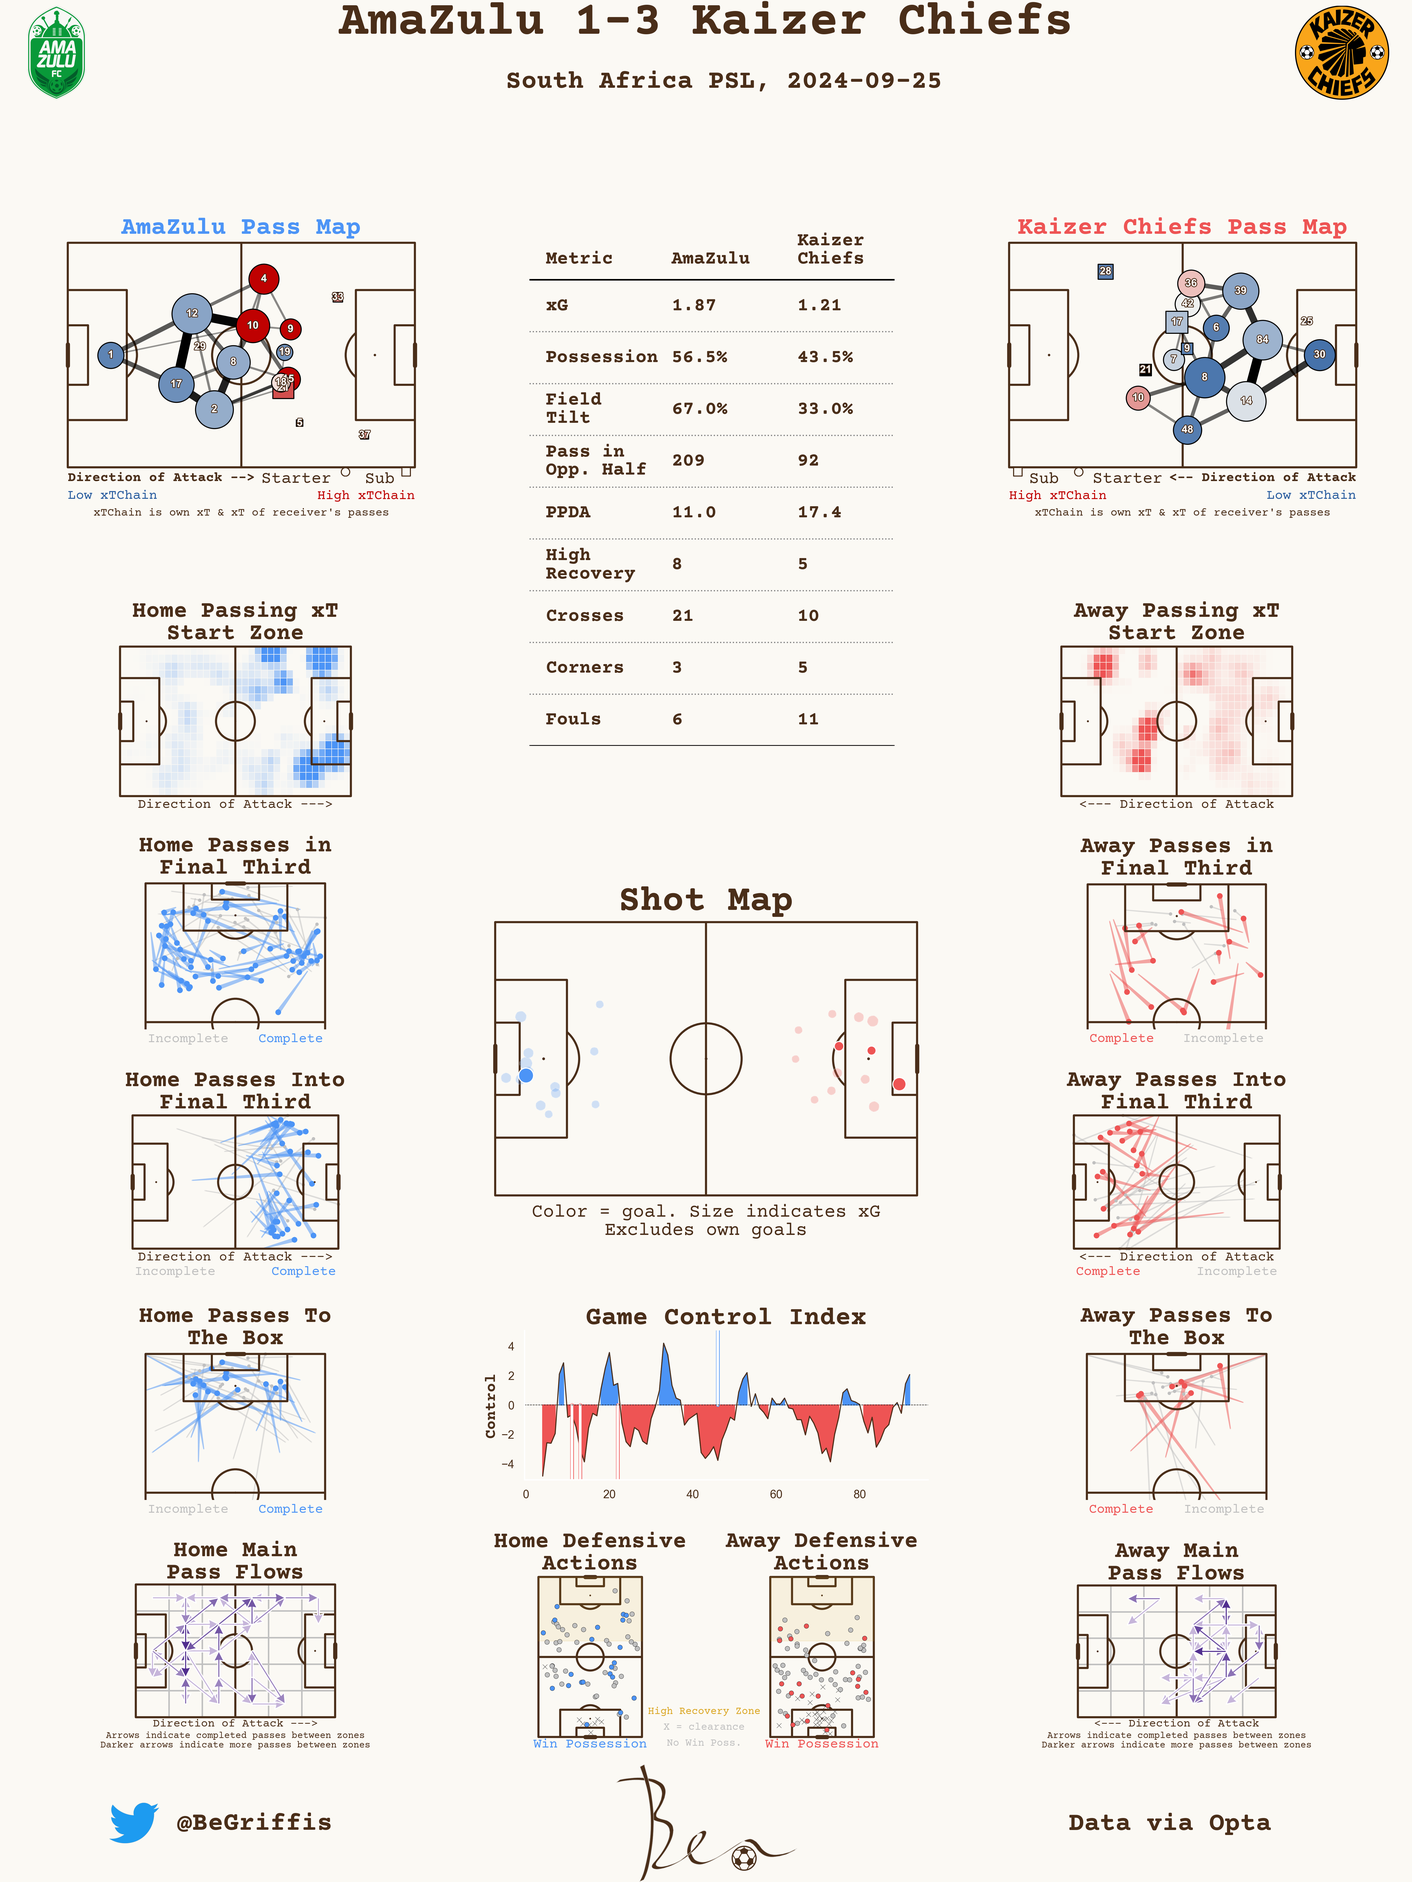 AmaZulu 1-3 Kaizer Chiefs
South Africa PSL, 2024-09-25
AMA
ZULU
FC
KAIZER
CHIEFS
AmaZulu Pass Map
1
12
17
2
29
8
10
4
9
19
33
5
37
Direction of Attack --> Starter Sub
Low xTChain High xTChain
xTChain is own xT & xT of receiver's passes
Metric AmaZulu Kaizer Chiefs
xG 1.87 1.21
Possession 56.5% 43.5%
Field Tilt 67.0% 33.0%
Pass in Opp. Half 209 92
PPDA 11.0 17.4
High Recovery 8 5
Crosses 21 10
Corners 3 5
Fouls 6 11
Kaizer Chiefs Pass Map
28
36
42
39
17
6
25
84
9
7
30
21
8
10
14
48
Sub Starter <-- Direction of Attack
High xTChain Low xTChain
xTChain is own xT & xT of receiver's passes
Home Passing xT
Start Zone
Direction of Attack --->
Away Passing xT
Start Zone
<--- Direction of Attack
Home Passes in
Final Third
Incomplete Complete
Away Passes in
Final Third
Complete Incomplete
Shot Map
Color = goal. Size indicates xG
Excludes own goals
Home Passes Into
Final Third
Direction of Attack --->
Incomplete Complete
Away Passes Into
Final Third
<--- Direction of Attack
Complete Incomplete
Home Passes To
The Box
Incomplete Complete
Game Control Index
Control
4
2
0
−2
−4
0 20 40 60 80
Away Passes To
The Box
Complete Incomplete
Home Main
Pass Flows
Direction of Attack --->
Arrows indicate completed passes between zones
Darker arrows indicate more passes between zones
Home Defensive
Actions
Win Possession
Away Defensive
Actions
Win Possession
High Recovery Zone
X = clearance
No Win Poss.
Away Main
Pass Flows
<--- Direction of Attack
Arrows indicate completed passes between zones
Darker arrows indicate more passes between zones
@BeGriffis
Ben
Data via Opta